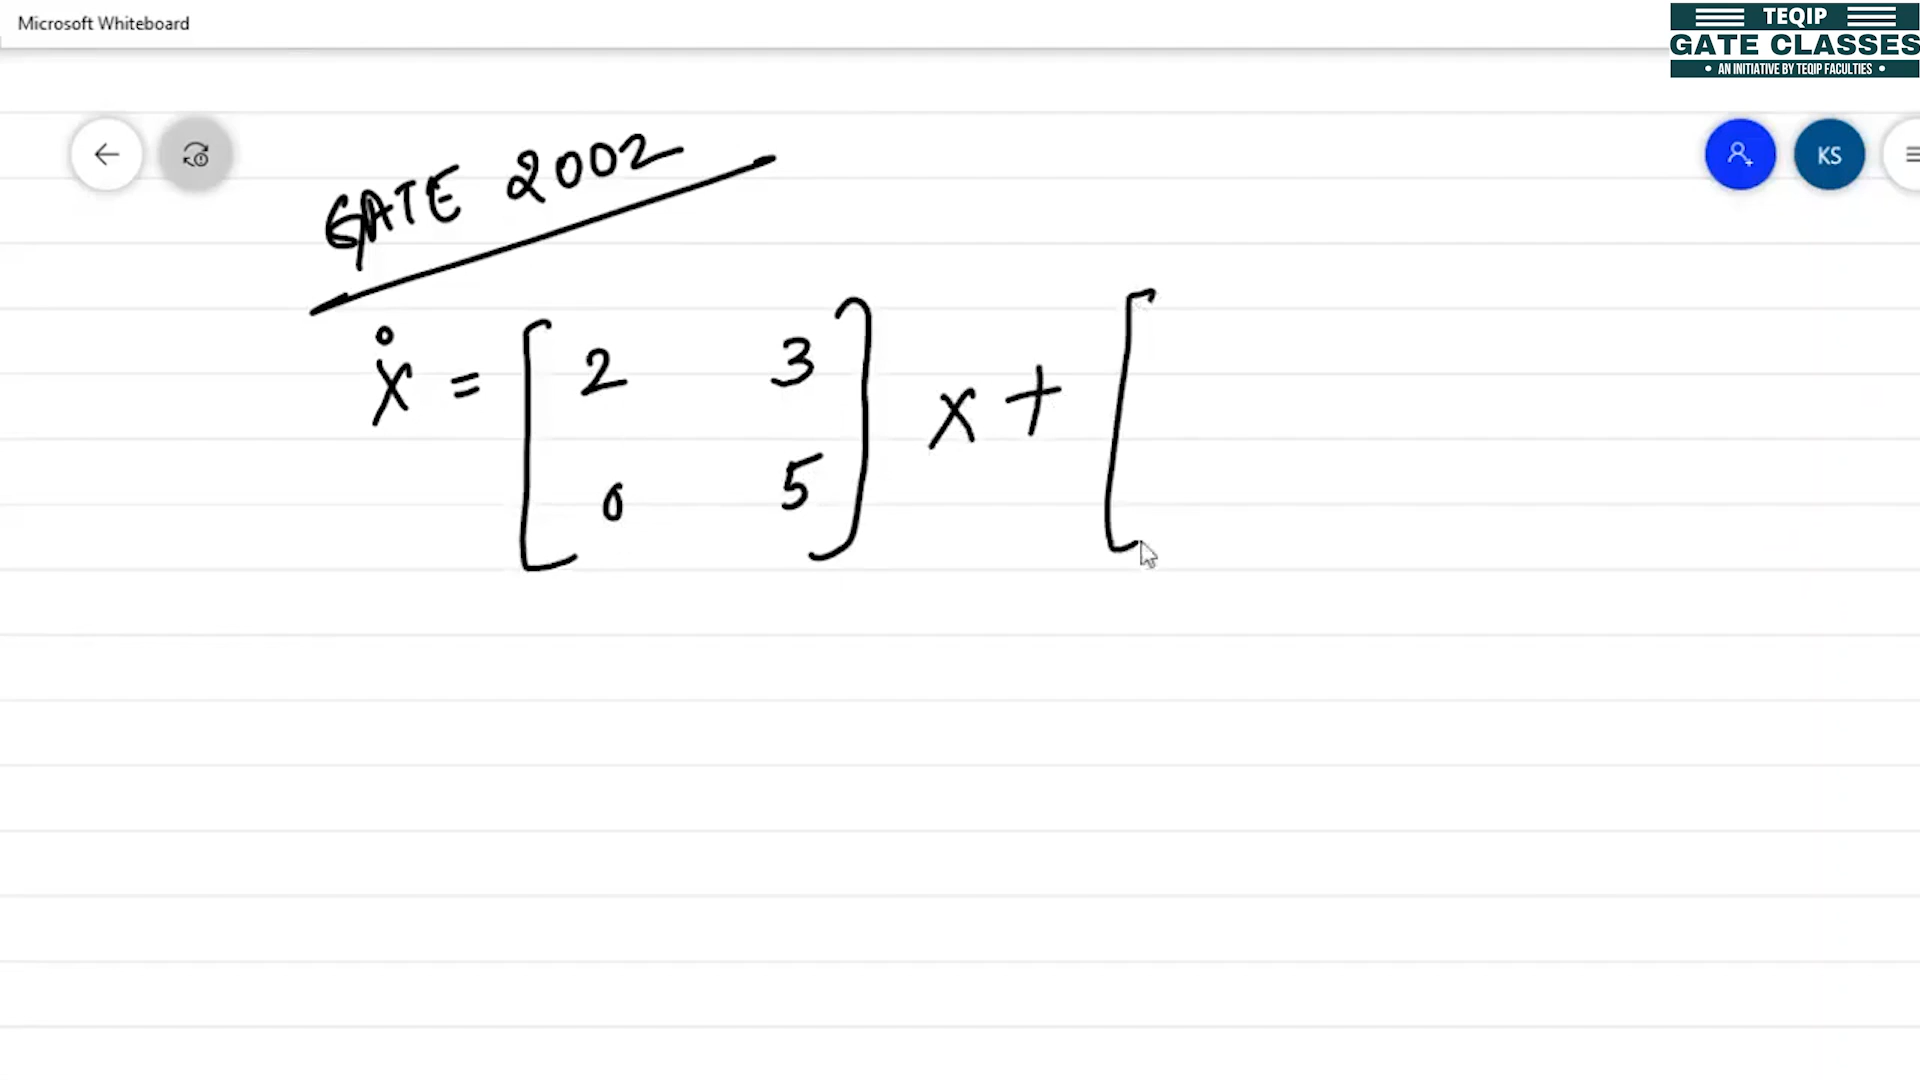 Microsoft Whiteboard
TEQIP
GATE CLASSES
• AN INITIATIVE BY TEQIP FACULTIES •
KS
GATE 2002
ẋ = [ 2 3
0 5 ] x + [